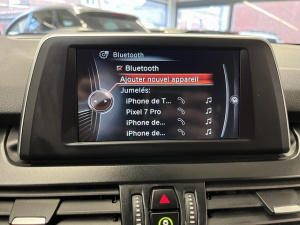 Bluetooth
Bluetooth
Ajouter nouvel appareil
Jumelés:
iPhone de T...
Pixel 7 Pro
iPhone de...
iPhone de...